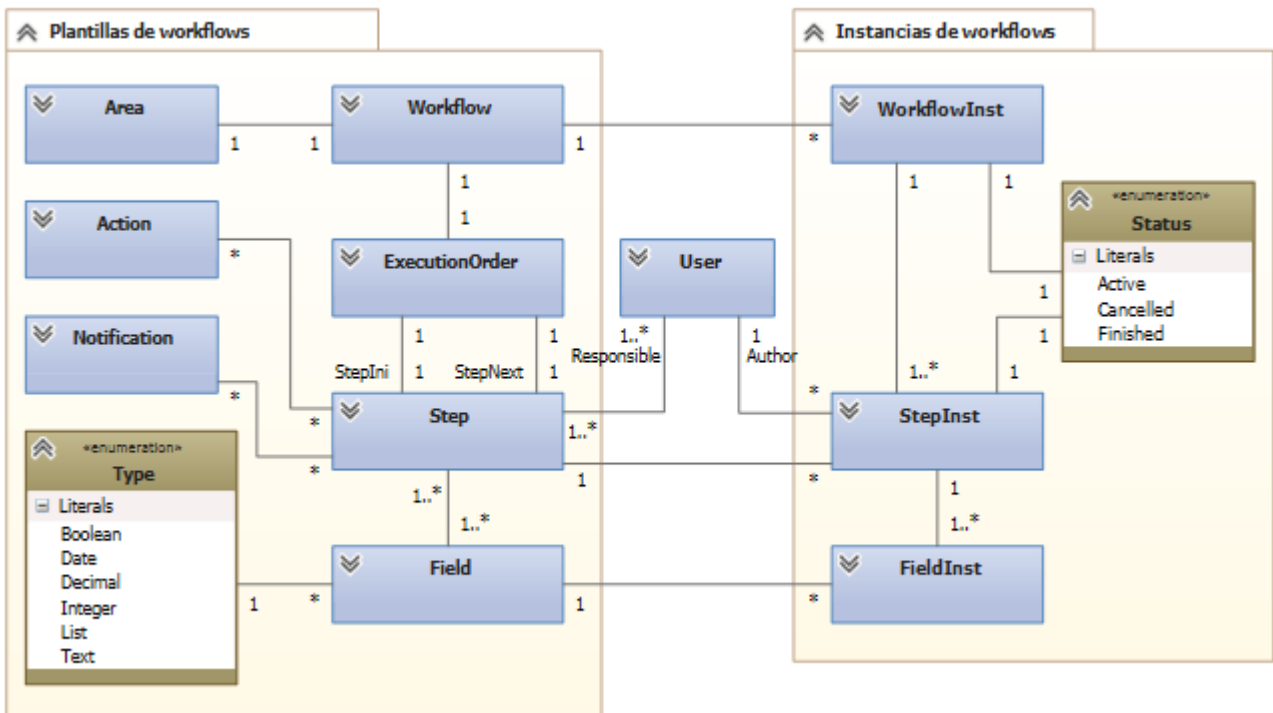 Plantillas de workflows
Instancias de workflows
Area
1
1
Workflow
1
*
WorkflowInst
1
1
1
1
Action
*
ExecutionOrder
User
«enumeration»
Status
Literals
Active
Cancelled
Finished
1
1
Notification
*
1
1
1..*
Responsible
1
Author
StepIni
1
StepNext
1
1..*
1
*
*
*
Step
1..*
1
*
StepInst
«enumeration»
Type
Literals
Boolean
Date
Decimal
Integer
List
Text
1..*
1..*
1
1..*
1
*
Field
1
*
FieldInst